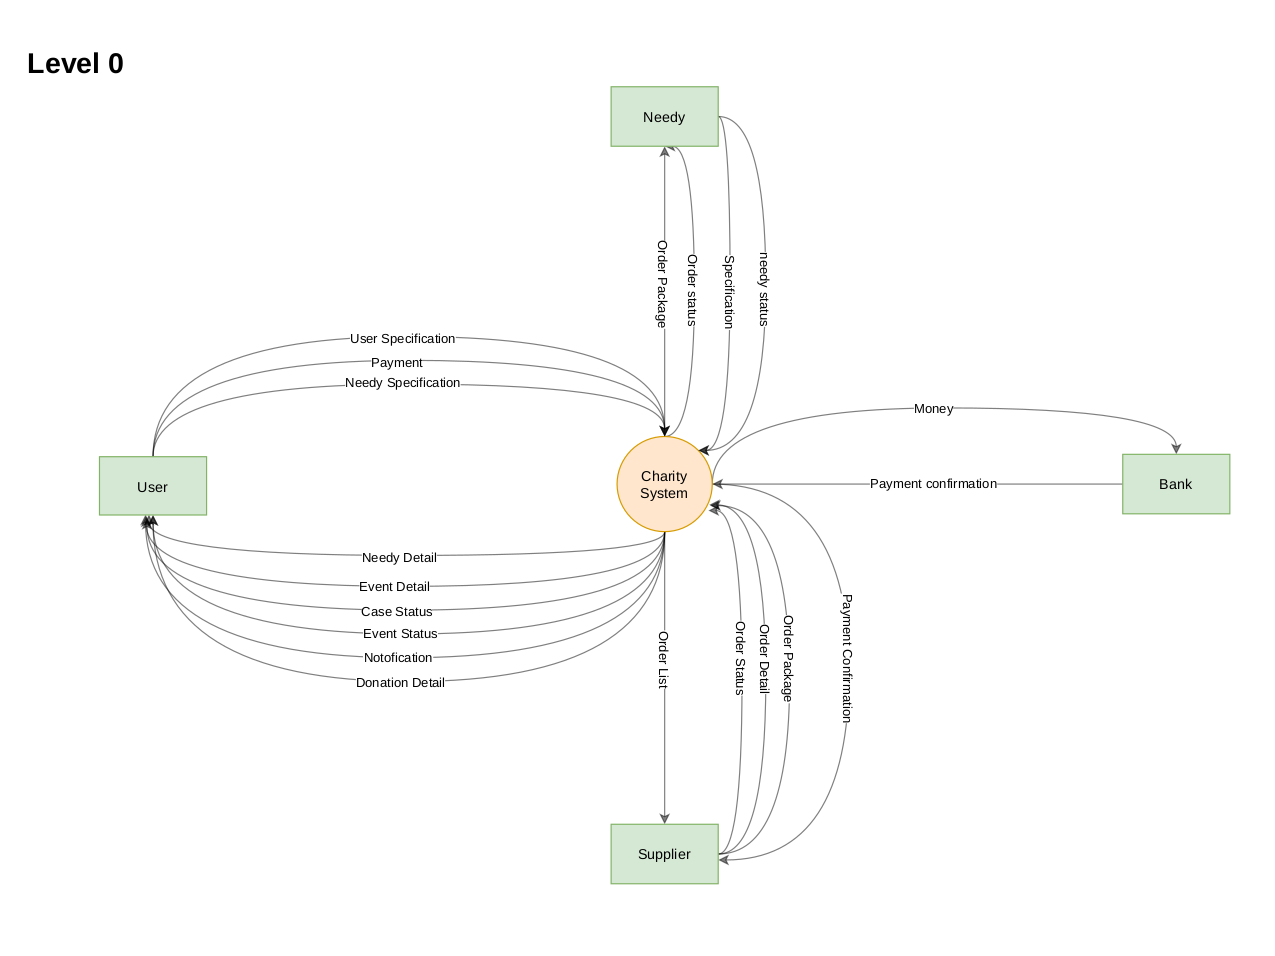 Level 0
Needy
Order Package
Order status
Specification
needy status
User Specification
Payment
Needy Specification
Money
User
Charity
System
Payment confirmation
Bank
Needy Detail
Event Detail
Case Status
Event Status
Notofication
Donation Detail
Order List
Order Status
Order Detail
Order Package
Payment Confirmation
Supplier